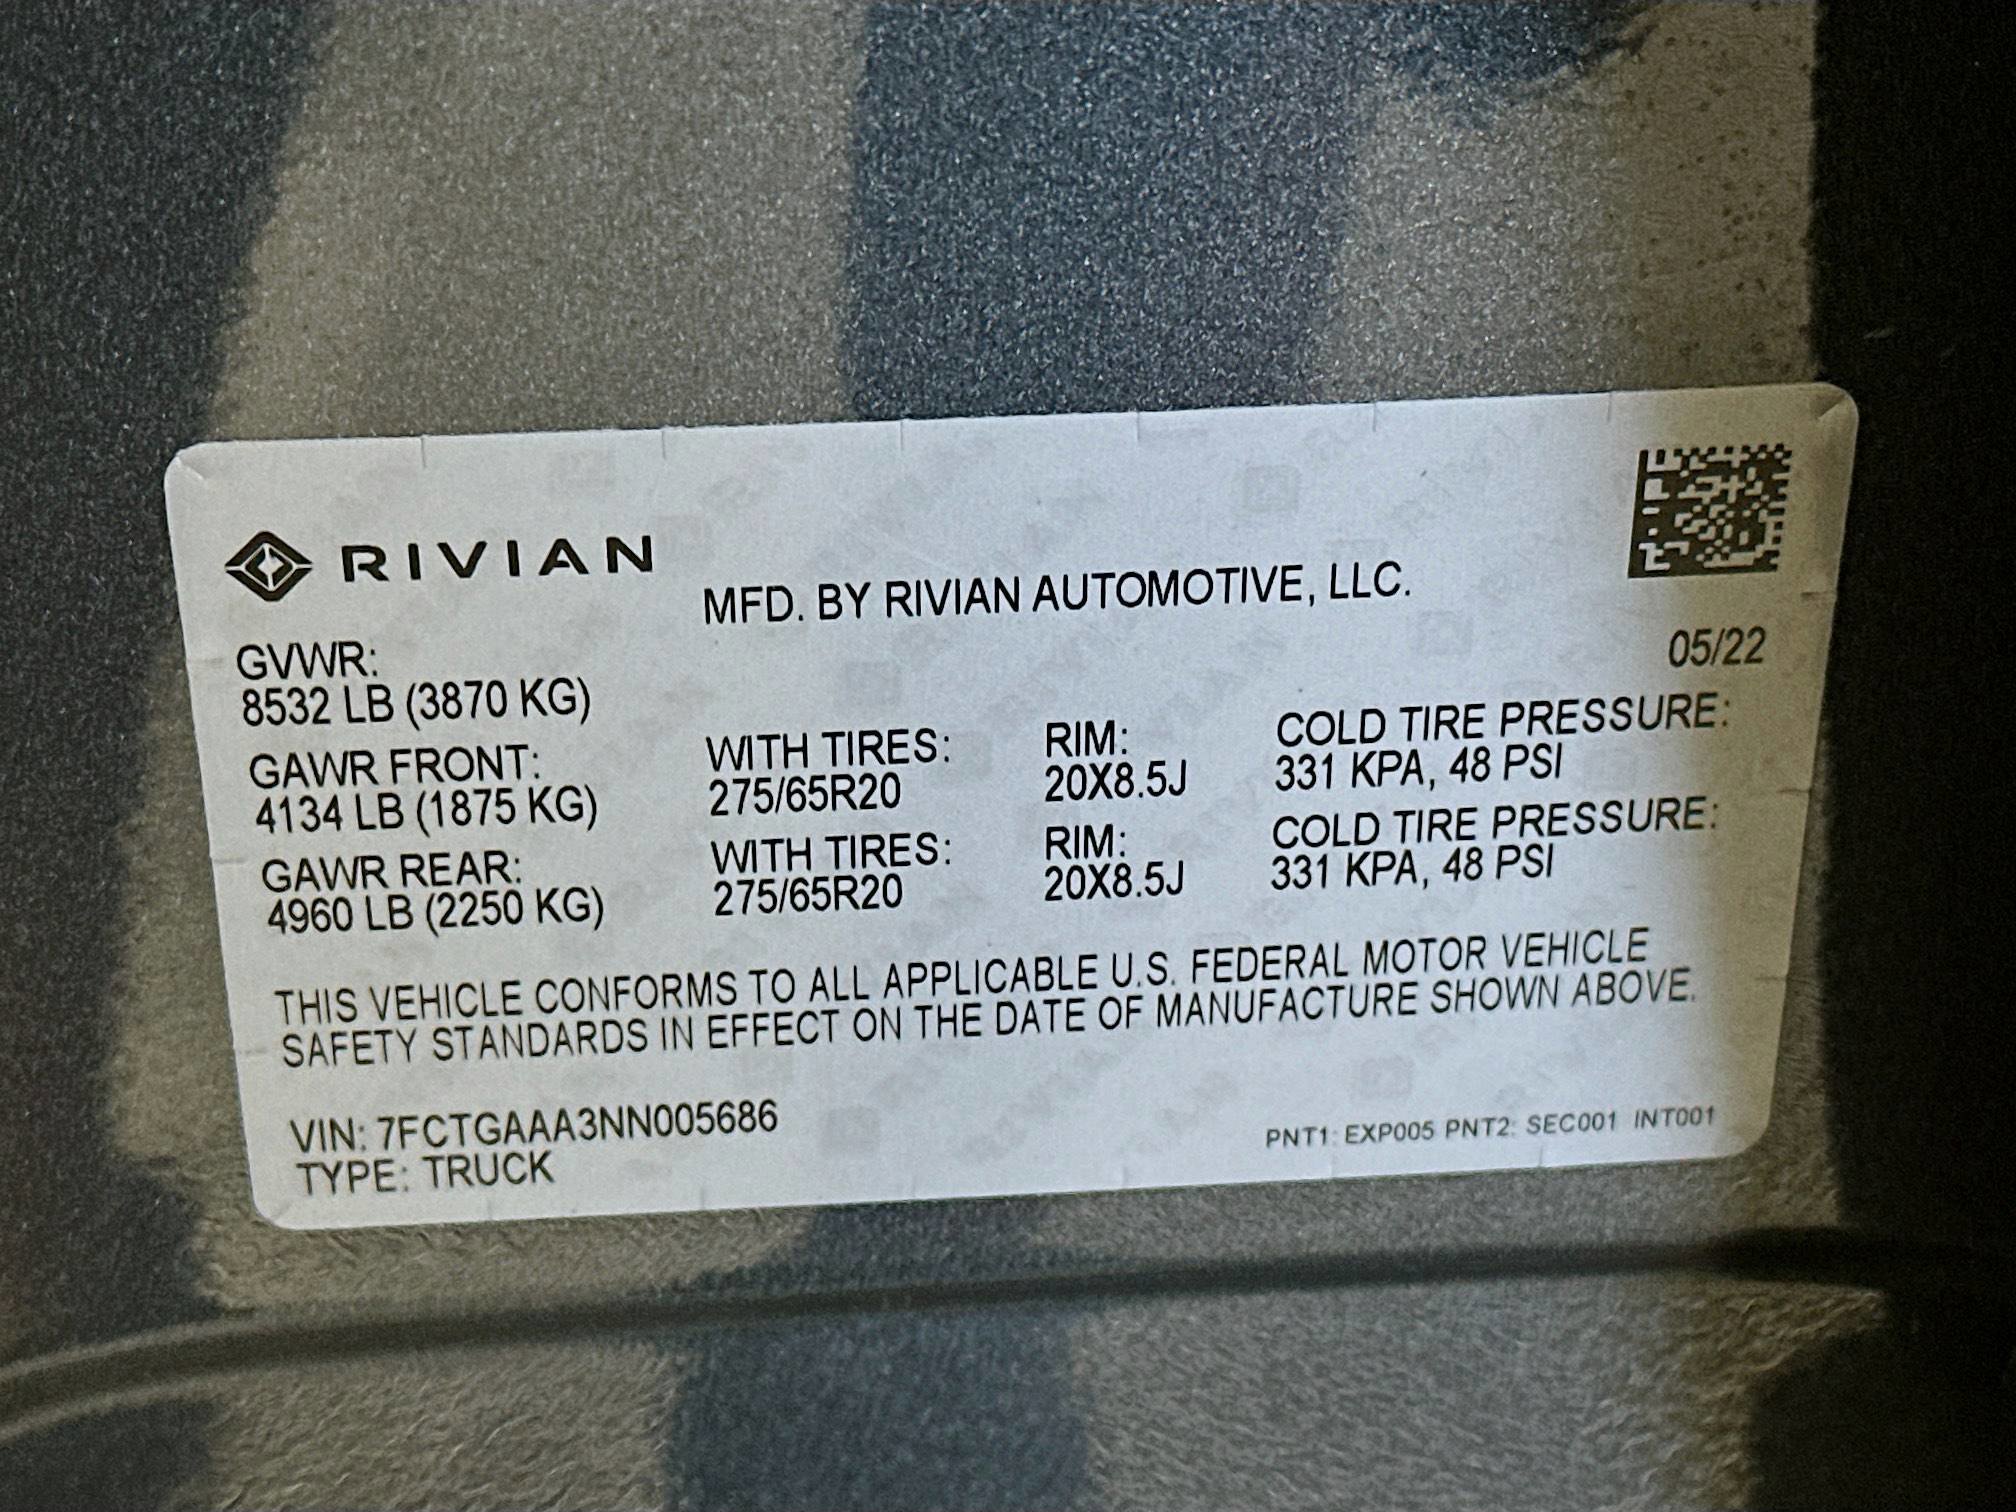 RIVIAN
MFD. BY RIVIAN AUTOMOTIVE, LLC.
05/22
GVWR:
8532 LB (3870 KG)
GAWR FRONT: WITH TIRES: RIM: COLD TIRE PRESSURE:
4134 LB (1875 KG) 275/65R20 20X8.5J 331 KPA, 48 PSI
GAWR REAR: WITH TIRES: RIM: COLD TIRE PRESSURE:
4960 LB (2250 KG) 275/65R20 20X8.5J 331 KPA, 48 PSI
THIS VEHICLE CONFORMS TO ALL APPLICABLE U.S. FEDERAL MOTOR VEHICLE
SAFETY STANDARDS IN EFFECT ON THE DATE OF MANUFACTURE SHOWN ABOVE.
VIN: 7FCTGAAA3NN005686
TYPE: TRUCK
PNT1: EXP005 PNT2: SEC001 INT001